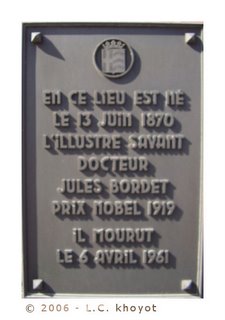 EN CE LIEU EST NÉ
LE 13 JUIN 1870
L'ILLUSTRE SAVANT
DOCTEUR
JULES BORDET
PRIX NOBEL 1919
IL MOURUT
LE 6 AVRIL 1961
© 2006 - L.C. khoyot